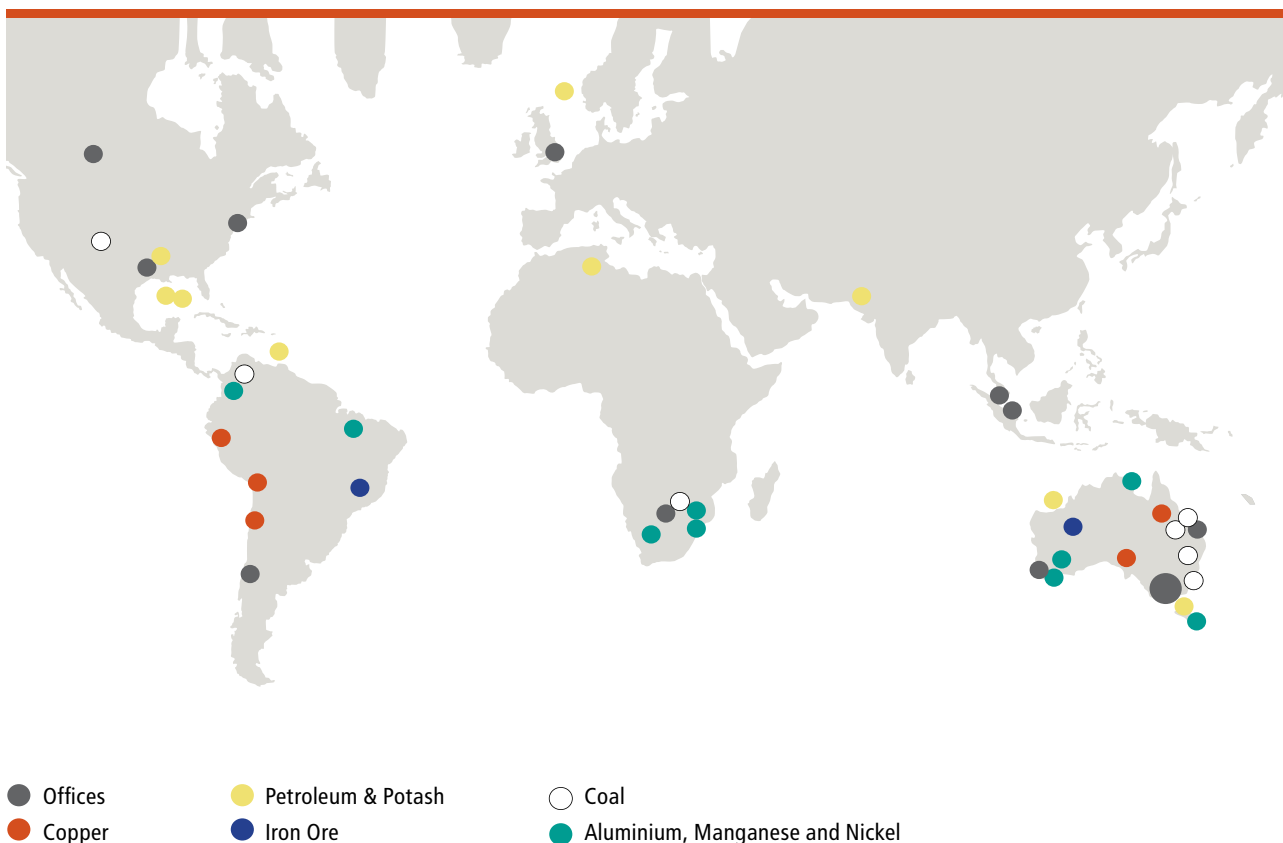 Offices
Petroleum & Potash
Coal
Copper
Iron Ore
Aluminium, Manganese and Nickel